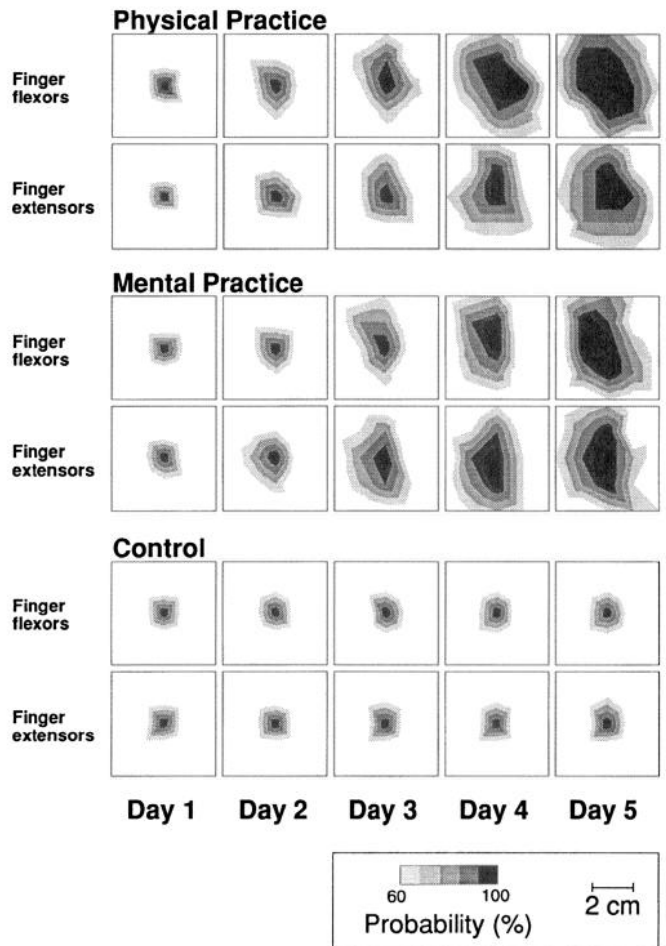 Physical Practice
Finger
flexors
Finger
extensors
Mental Practice
Finger
flexors
Finger
extensors
Control
Finger
flexors
Finger
extensors
Day 1 Day 2 Day 3 Day 4 Day 5
60 100
Probability (%)
2 cm